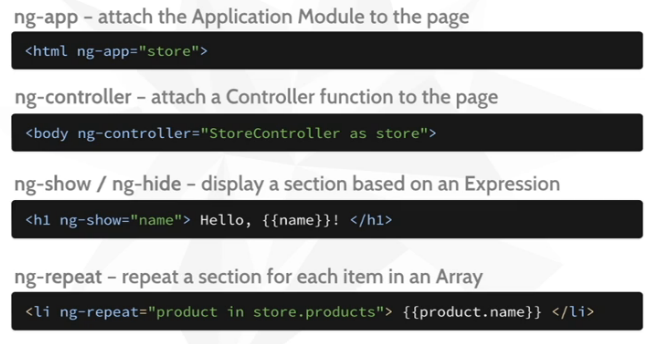 ng-app – attach the Application Module to the page
<html ng-app="store">
ng-controller – attach a Controller function to the page
<body ng-controller="StoreController as store">
ng-show / ng-hide – display a section based on an Expression
<h1 ng-show="name"> Hello, {{name}}! </h1>
ng-repeat – repeat a section for each item in an Array
<li ng-repeat="product in store.products"> {{product.name}} </li>